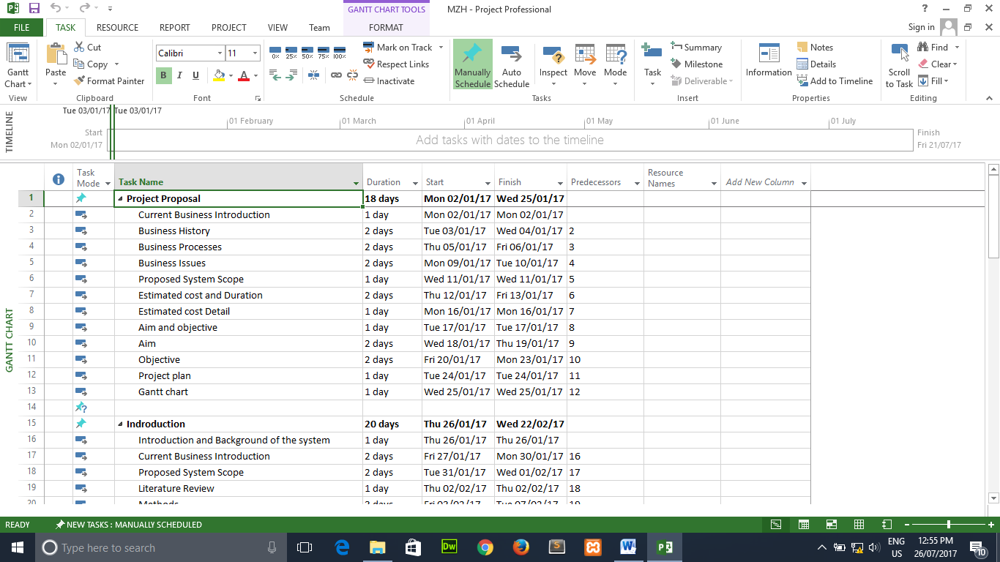 GANTT CHART TOOLS MZH - Project Professional ?
FILE TASK RESOURCE REPORT PROJECT VIEW Team FORMAT Sign in
Gantt Chart
View
Paste
Cut
Copy
Format Painter
Clipboard
Calibri 11
B I U A
Font
0% 25% 50% 75% 100%
Mark on Track
Respect Links
Inactivate
Schedule
Manually Schedule
Auto Schedule
Inspect
Move
Mode
Tasks
Task
Summary
Milestone
Deliverable
Insert
Information
Notes
Details
Add to Timeline
Properties
Scroll to Task
Find
Clear
Fill
Editing
TIMELINE
Tue 03/01/17 Tue 03/01/17
01 February 01 March 01 April 01 May 01 June 01 July
Start
Mon 02/01/17
Add tasks with dates to the timeline
Finish
Fri 21/07/17
GANTT CHART
Task Mode Task Name Duration Start Finish Predecessors Resource Names Add New Column
1 Project Proposal 18 days Mon 02/01/17 Wed 25/01/17
2 Current Business Introduction 1 day Mon 02/01/17 Mon 02/01/17
3 Business History 2 days Tue 03/01/17 Wed 04/01/17 2
4 Business Processes 2 days Thu 05/01/17 Fri 06/01/17 3
5 Business Issues 2 days Mon 09/01/17 Tue 10/01/17 4
6 Proposed System Scope 1 day Wed 11/01/17 Wed 11/01/17 5
7 Estimated cost and Duration 2 days Thu 12/01/17 Fri 13/01/17 6
8 Estimated cost Detail 1 day Mon 16/01/17 Mon 16/01/17 7
9 Aim and objective 1 day Tue 17/01/17 Tue 17/01/17 8
10 Aim 2 days Wed 18/01/17 Thu 19/01/17 9
11 Objective 2 days Fri 20/01/17 Mon 23/01/17 10
12 Project plan 1 day Tue 24/01/17 Tue 24/01/17 11
13 Gantt chart 1 day Wed 25/01/17 Wed 25/01/17 12
14
15 Indroduction 20 days Thu 26/01/17 Wed 22/02/17
16 Introduction and Background of the system 1 day Thu 26/01/17 Thu 26/01/17
17 Current Business Introduction 2 days Fri 27/01/17 Mon 30/01/17 16
18 Proposed System Scope 2 days Tue 31/01/17 Wed 01/02/17 17
19 Literature Review 1 day Thu 02/02/17 Thu 02/02/17 18
20 Methods Fri 03/02/17 Tue 07/02/17 19
READY NEW TASKS : MANUALLY SCHEDULED
Type here to search
Dw
ENG
US
12:55 PM
26/07/2017
10